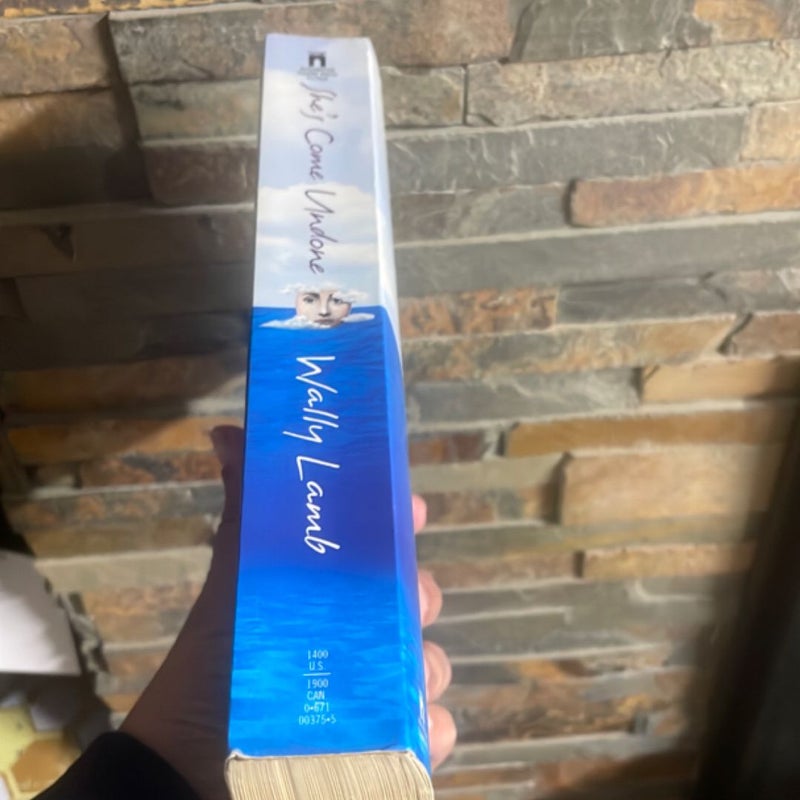 She's Come Undone
Wally Lamb
1400
U.S.
1900
CAN
0-671
00375-5